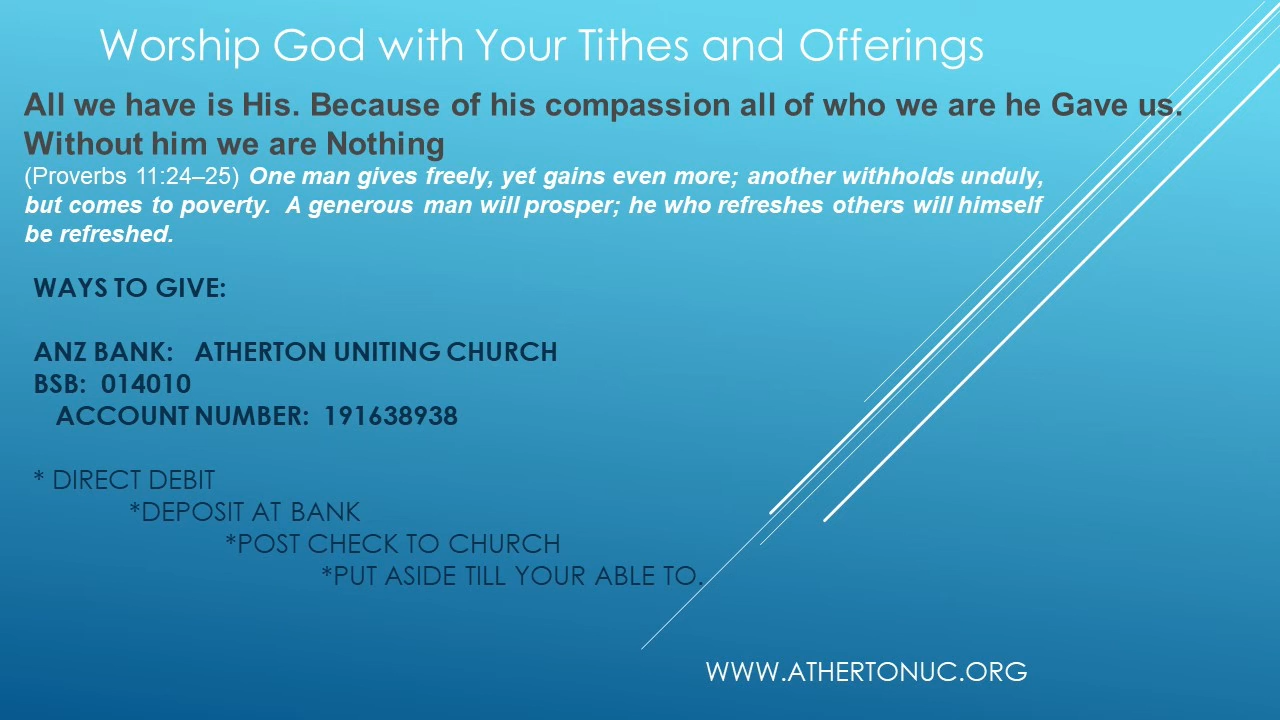 Worship God with Your Tithes and Offerings
All we have is His. Because of his compassion all of who we are he Gave us.
Without him we are Nothing
(Proverbs 11:24–25) One man gives freely, yet gains even more; another withholds unduly,
but comes to poverty. A generous man will prosper; he who refreshes others will himself
be refreshed.
WAYS TO GIVE:
ANZ BANK: ATHERTON UNITING CHURCH
BSB: 014010
ACCOUNT NUMBER: 191638938
* DIRECT DEBIT
*DEPOSIT AT BANK
*POST CHECK TO CHURCH
*PUT ASIDE TILL YOUR ABLE TO.
WWW.ATHERTONUC.ORG